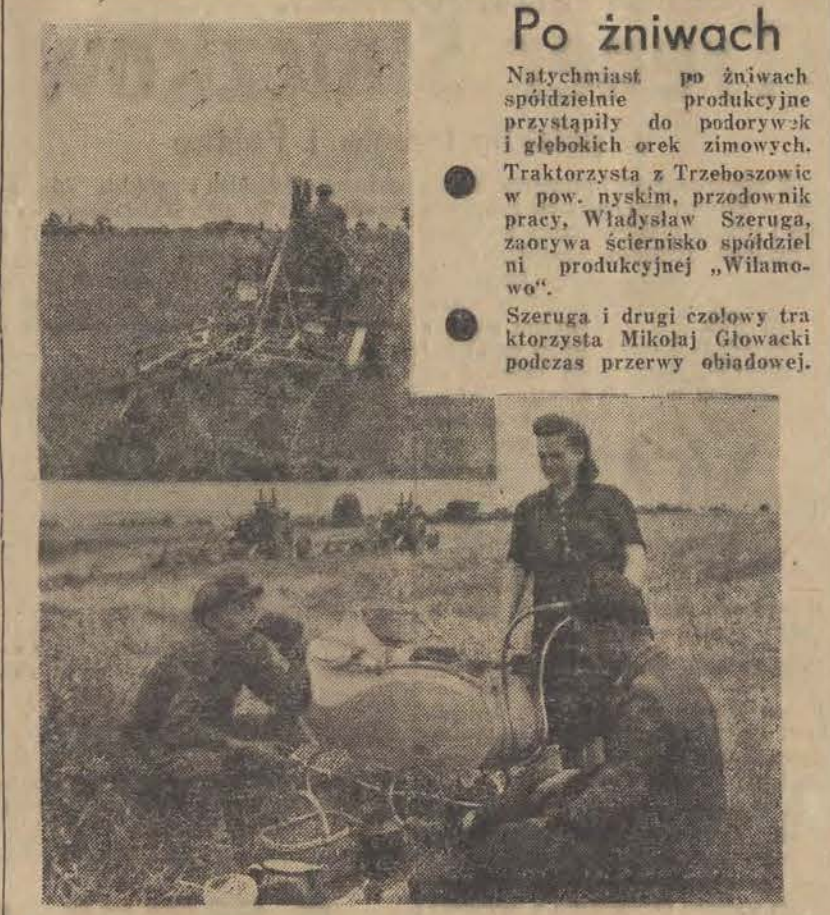 Po żniwach
Natychmiast po żniwach
spółdzielnie produkcyjne
przystąpiły do podorywek
i głębokich orek zimowych.
Traktorzysta z Trzeboszowic
w pow. nyskim, przodownik
pracy, Władysław Szeruga,
zaorywa ściernisko spółdziel
ni produkcyjnej „Wilamo-
wo“.
Szeruga i drugi czołowy tra
ktorzysta Mikołaj Głowacki
podczas przerwy obiadowej.